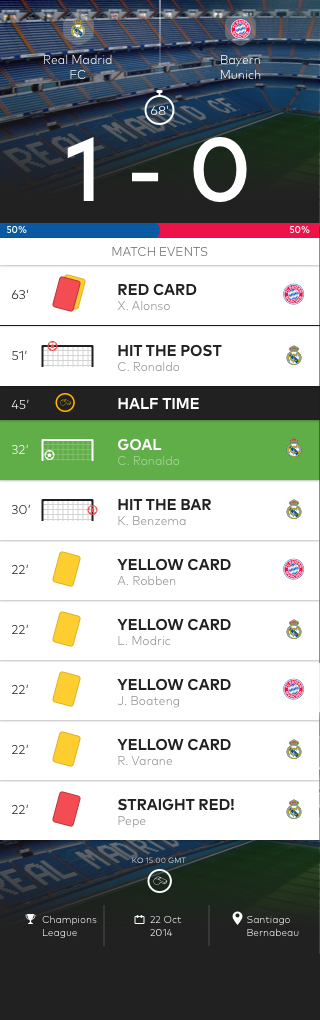 Real Madrid
FC
Bayern
Munich
68'
1 - 0
50%
50%
MATCH EVENTS
63'
RED CARD
X. Alonso
51'
HIT THE POST
C. Ronaldo
45'
HALF TIME
32'
GOAL
C. Ronaldo
30'
HIT THE BAR
K. Benzema
22'
YELLOW CARD
A. Robben
22'
YELLOW CARD
L. Modric
22'
YELLOW CARD
J. Boateng
22'
YELLOW CARD
R. Varane
22'
STRAIGHT RED!
Pepe
REAL MADRID
KO 15:00 GMT
Champions
League
22 Oct
2014
Santiago
Bernabeau